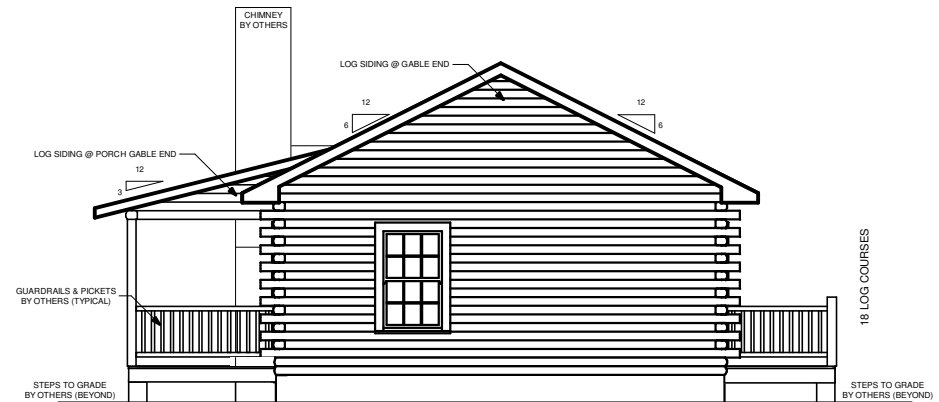 CHIMNEY
BY OTHERS
LOG SIDING @ GABLE END
12
6
12
6
LOG SIDING @ PORCH GABLE END
12
3
18 LOG COURSES
GUARDRAILS & PICKETS
BY OTHERS (TYPICAL)
STEPS TO GRADE
BY OTHERS (BEYOND)
STEPS TO GRADE
BY OTHERS (BEYOND)